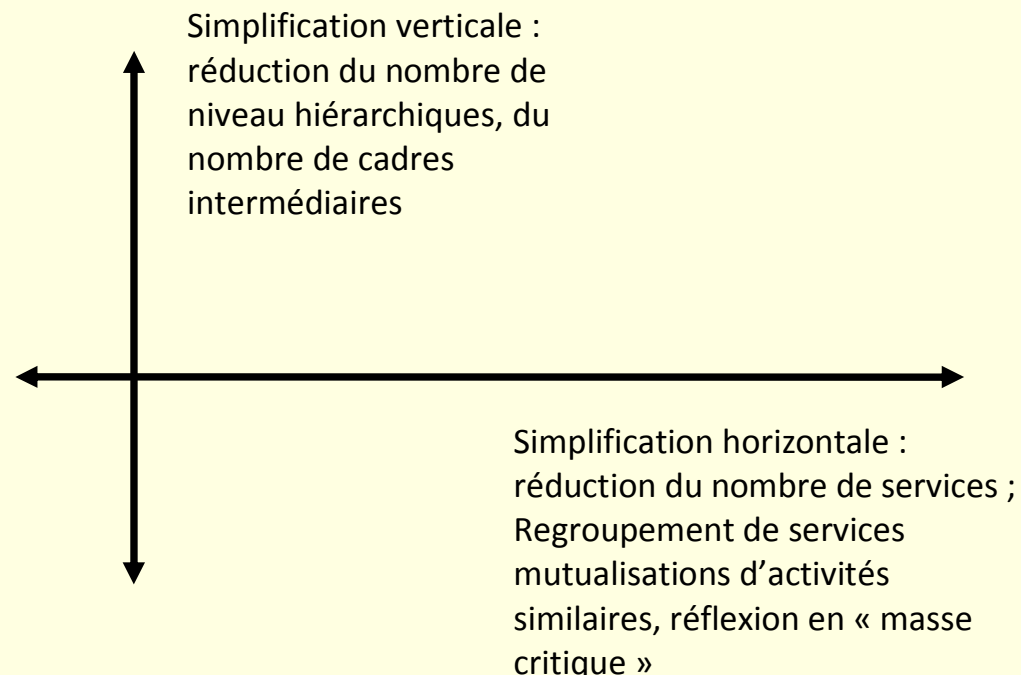 Simplification verticale :
réduction du nombre de
niveau hiérarchiques, du
nombre de cadres
intermédiaires
Simplification horizontale :
réduction du nombre de services ;
Regroupement de services
mutualisations d’activités
similaires, réflexion en « masse
critique »